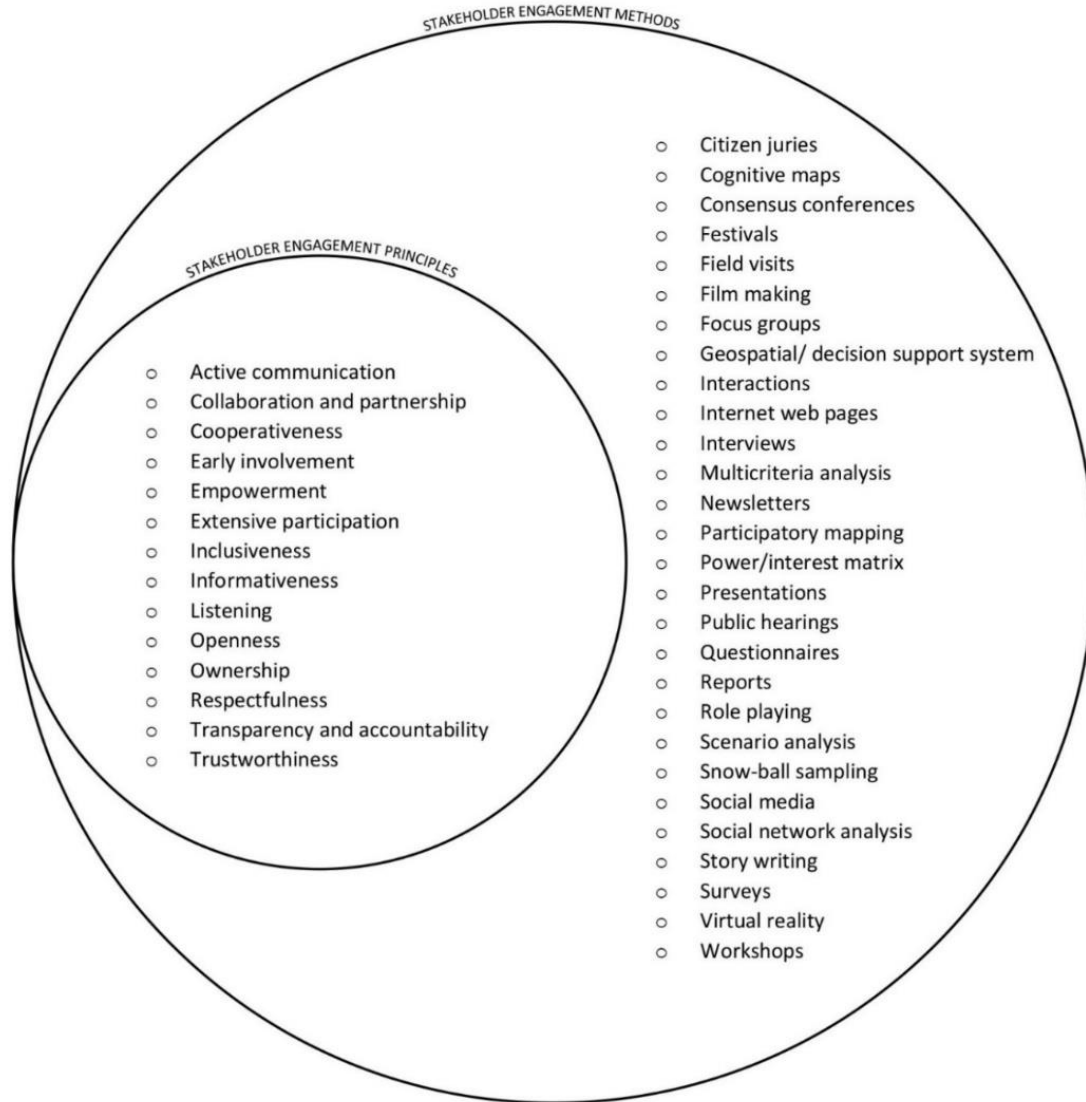 STAKEHOLDER ENGAGEMENT METHODS
○ Citizen juries
○ Cognitive maps
○ Consensus conferences
○ Festivals
○ Field visits
○ Film making
○ Focus groups
○ Geospatial/ decision support system
○ Interactions
○ Internet web pages
○ Interviews
○ Multicriteria analysis
○ Newsletters
○ Participatory mapping
○ Power/interest matrix
○ Presentations
○ Public hearings
○ Questionnaires
○ Reports
○ Role playing
○ Scenario analysis
○ Snow-ball sampling
○ Social media
○ Social network analysis
○ Story writing
○ Surveys
○ Virtual reality
○ Workshops
STAKEHOLDER ENGAGEMENT PRINCIPLES
○ Active communication
○ Collaboration and partnership
○ Cooperativeness
○ Early involvement
○ Empowerment
○ Extensive participation
○ Inclusiveness
○ Informativeness
○ Listening
○ Openness
○ Ownership
○ Respectfulness
○ Transparency and accountability
○ Trustworthiness